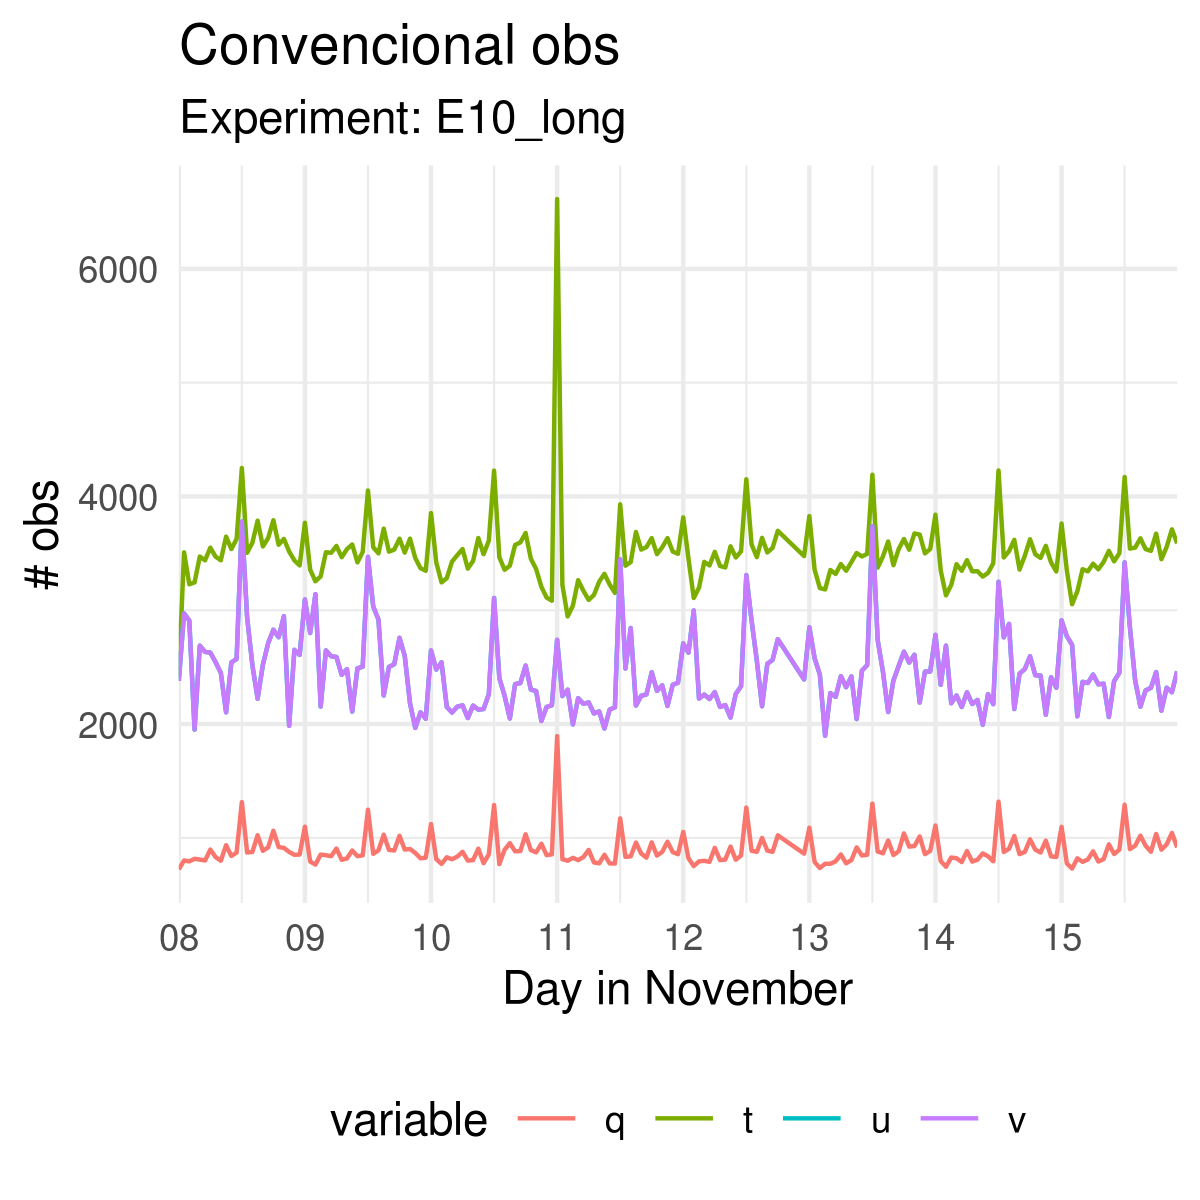 Convencional obs
Experiment: E10_long
6000
4000
2000
# obs
08 09 10 11 12 13 14 15
Day in November
variable q t u v